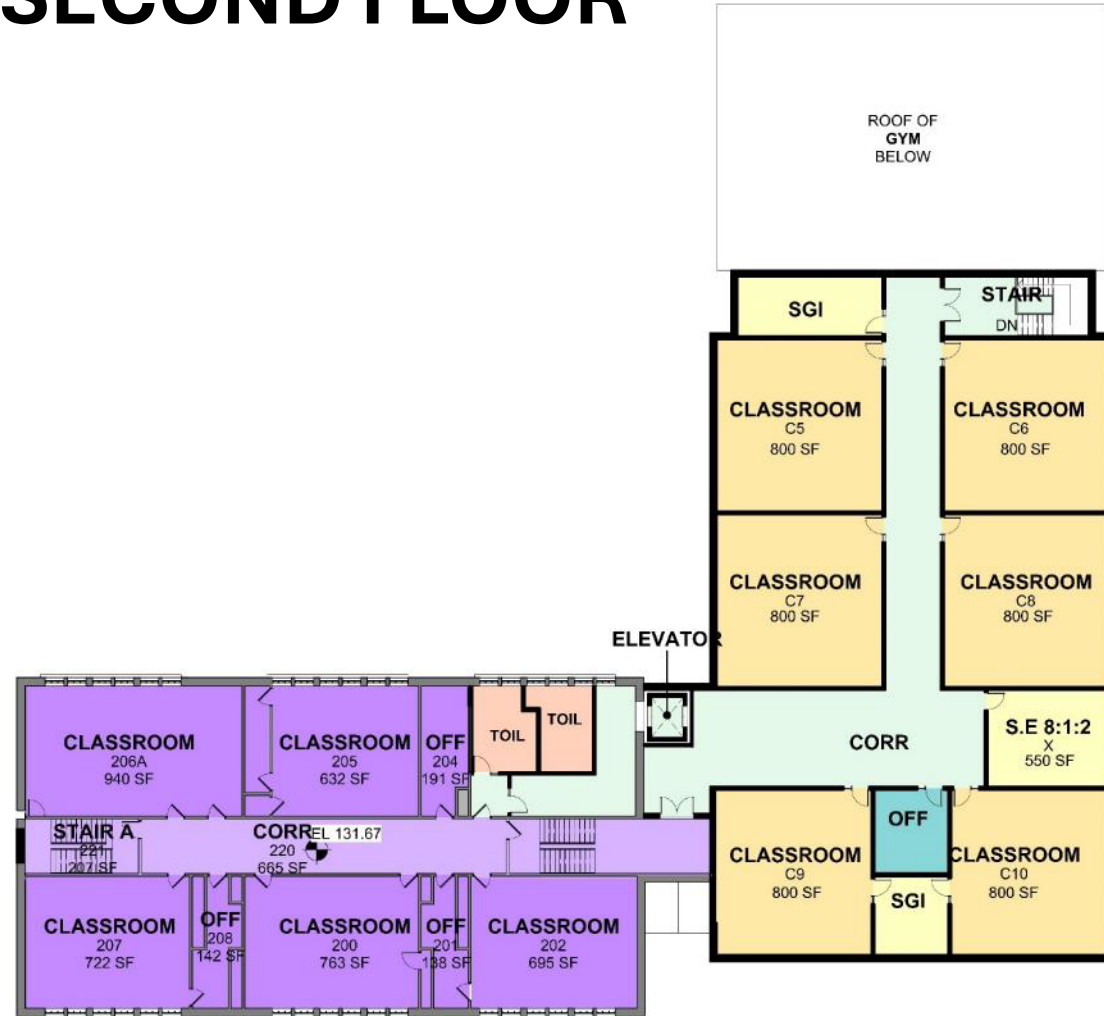 SECOND FLOOR
ROOF OF
GYM
BELOW
SGI
STAIR
DN
CLASSROOM
C5
800 SF
CLASSROOM
C6
800 SF
CLASSROOM
C7
800 SF
CLASSROOM
C8
800 SF
ELEVATOR
CLASSROOM
206A
940 SF
CLASSROOM
205
632 SF
OFF
204
191 SF
TOIL
TOIL
CORR
S.E 8:1:2
X
550 SF
STAIR A
221
207 SF
CORR
220
665 SF
EL 131.67
OFF
CLASSROOM
C9
800 SF
CLASSROOM
C10
800 SF
SGI
CLASSROOM
207
722 SF
OFF
208
142 SF
CLASSROOM
200
763 SF
OFF
201
138 SF
CLASSROOM
202
695 SF